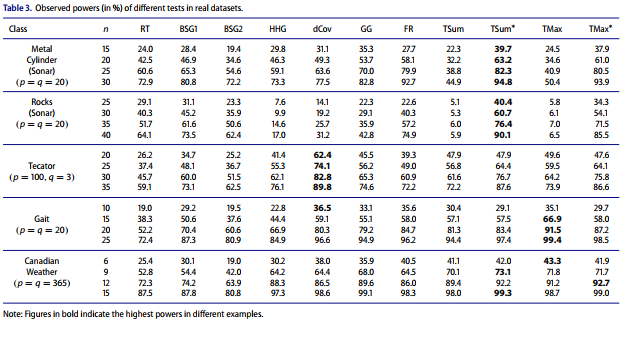 Table 3. Observed powers (in %) of different tests in real datasets.
Class n RT BSG1 BSG2 HHG dCov GG FR TSum TSum* TMax TMax*
Metal 15 24.0 28.4 19.4 29.8 31.1 35.3 27.7 22.3 39.7 24.5 37.9
Cylinder 20 42.5 46.9 34.6 46.3 49.3 53.7 58.1 32.2 63.2 34.6 61.0
(Sonar) 25 60.6 65.3 54.6 59.1 63.6 70.0 79.9 38.8 82.3 40.9 80.5
(p = q = 20) 30 72.9 80.8 72.2 73.3 77.5 82.8 92.7 44.9 94.8 50.4 93.9
Rocks 25 29.1 31.1 23.3 7.6 14.1 22.3 22.6 5.1 40.4 5.8 34.3
(Sonar) 30 40.3 45.2 35.9 9.9 19.2 29.1 40.3 5.3 60.7 6.1 54.1
(p = q = 20) 35 51.7 61.6 50.6 14.6 25.7 35.9 57.2 6.0 76.4 7.0 71.5
40 64.1 73.5 62.4 17.0 31.2 42.8 74.9 5.9 90.1 6.5 85.5
20 26.2 34.7 25.2 41.4 62.4 45.5 39.3 47.9 47.9 49.6 47.6
Tecator 25 37.4 48.1 36.7 55.3 74.1 56.2 49.0 56.8 64.4 59.5 64.1
(p = 100, q = 3) 30 45.7 60.0 51.5 62.1 82.8 65.3 60.9 61.6 76.7 64.2 75.8
35 59.1 73.1 62.5 76.1 89.8 74.6 72.2 72.2 87.6 73.9 86.6
10 19.0 29.2 19.5 22.8 36.5 33.1 35.6 30.4 29.1 35.1 29.7
Gait 15 38.3 50.6 37.6 44.4 59.1 55.1 58.0 57.1 57.5 66.9 58.0
(p = q = 20) 20 52.2 70.4 60.6 66.9 80.3 79.2 84.7 81.3 83.4 91.5 87.2
25 72.4 87.3 80.9 84.9 96.6 94.9 96.2 94.4 97.4 99.4 98.5
Canadian 6 25.4 30.1 19.0 30.2 38.0 35.9 40.5 41.1 42.0 43.3 41.9
Weather 9 52.8 54.4 42.0 64.2 64.4 68.0 64.5 70.1 73.1 71.8 71.7
(p = q = 365) 12 72.3 74.2 63.9 88.3 86.5 89.6 86.0 89.4 92.2 91.2 92.7
15 87.5 87.8 80.8 97.3 98.6 99.1 98.3 98.0 99.3 98.7 99.0
Note: Figures in bold indicate the highest powers in different examples.